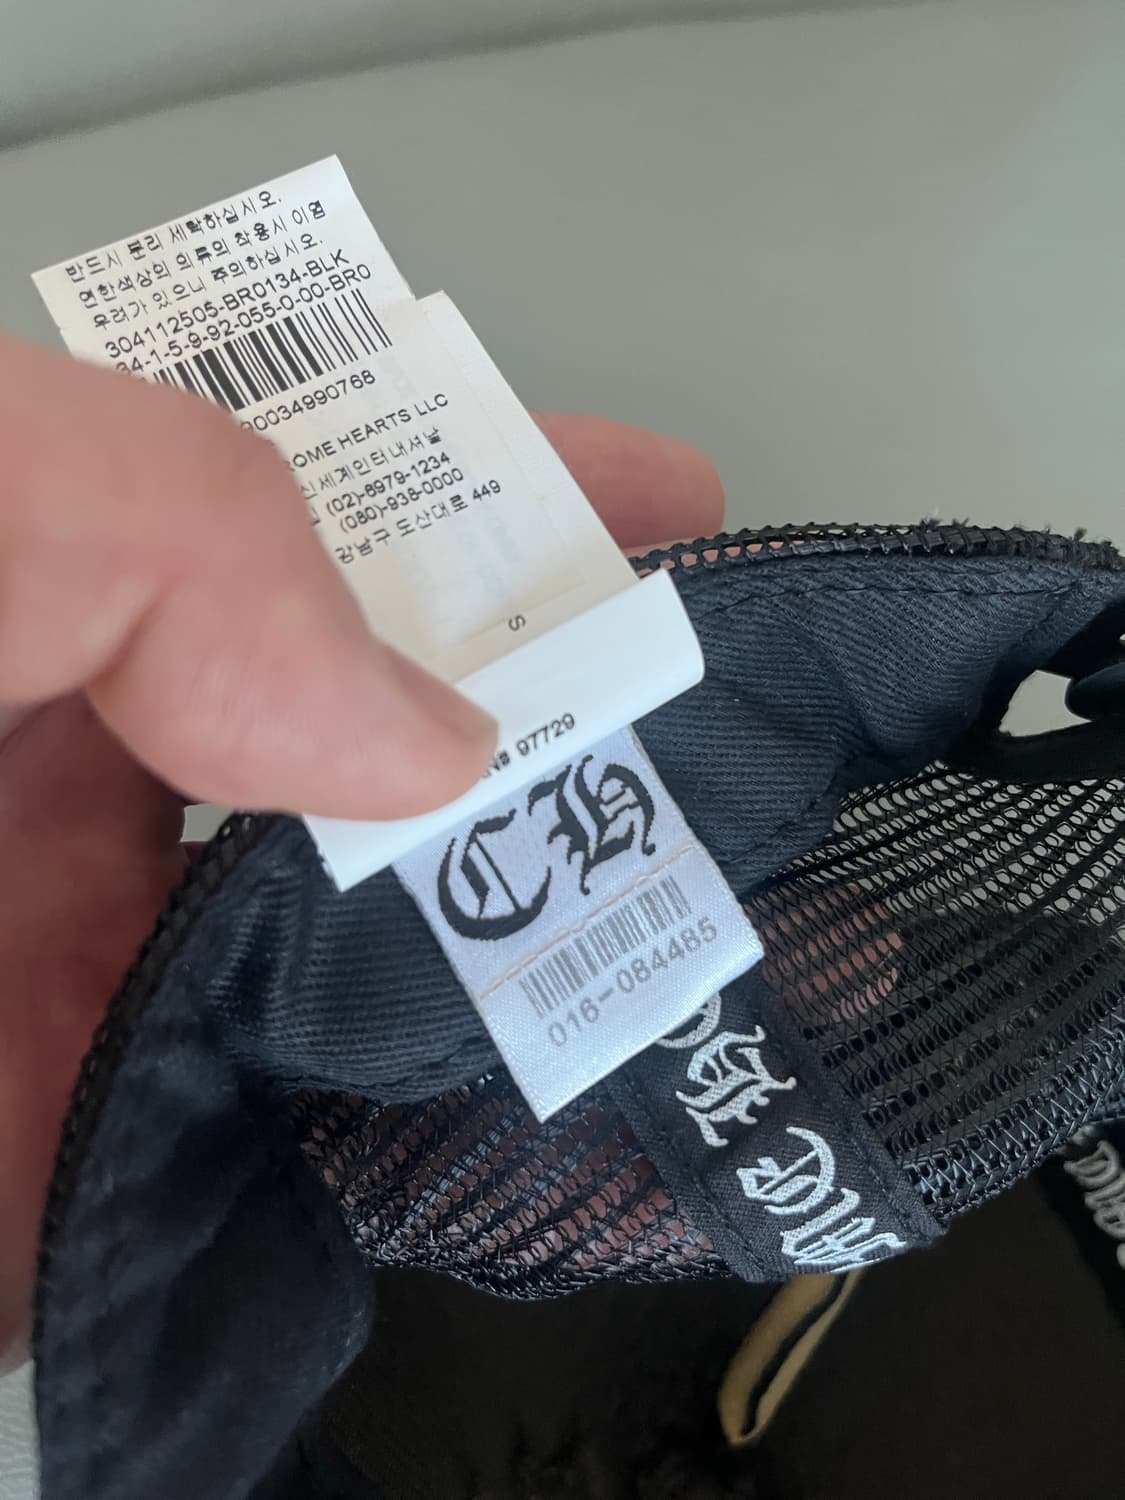 반드시 분리 세탁하십시오.
연한색상의 의류의 착용시 이염
우려가 있으니 주의하십시오.
304112505-BR0134-BLK
34-1-5-9-92-055-0-00-BR0
90034990768
ROME HEARTS LLC
신세계인터내셔날
(02)-6979-1234
(080)-938-0000
강남구 도산대로 449
S
RN# 97729
CH
016-084485